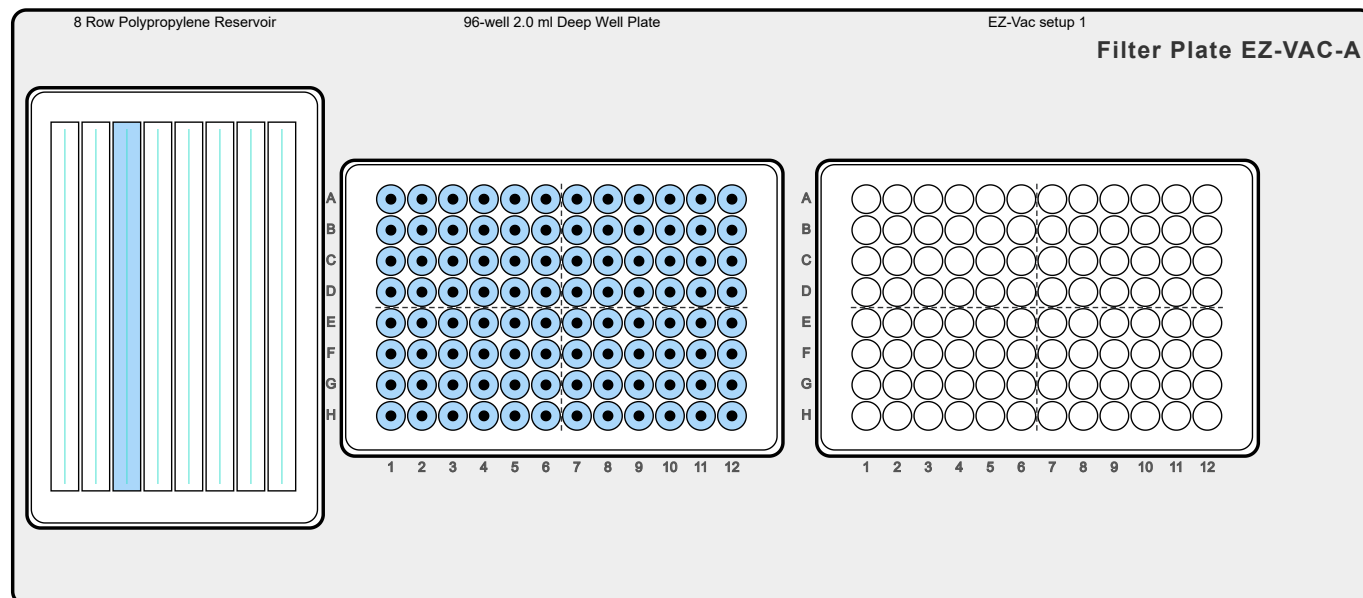 8 Row Polypropylene Reservoir
96-well 2.0 ml Deep Well Plate
EZ-Vac setup 1
Filter Plate EZ-VAC-A
A
B
C
D
E
F
G
H
1 2 3 4 5 6 7 8 9 10 11 12
A
B
C
D
E
F
G
H
1 2 3 4 5 6 7 8 9 10 11 12